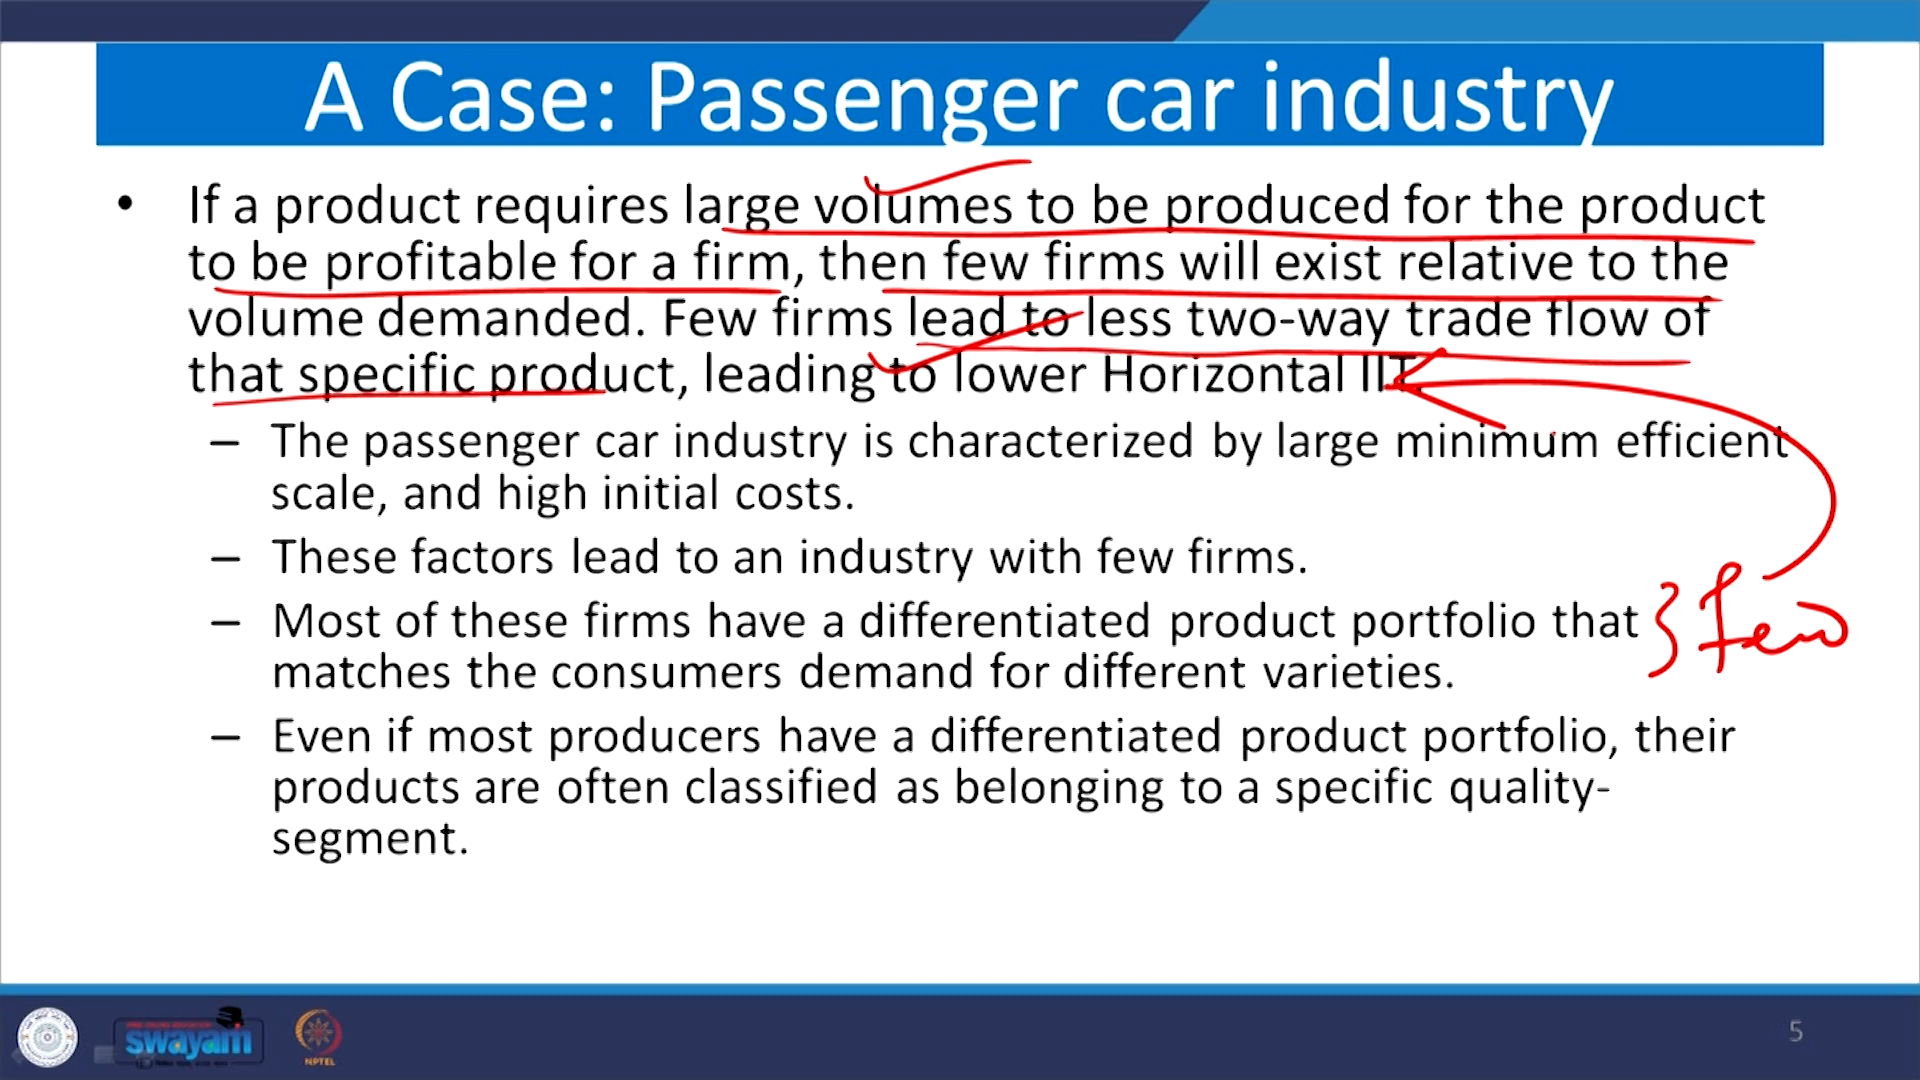 A Case: Passenger car industry
• If a product requires large volumes to be produced for the product
to be profitable for a firm, then few firms will exist relative to the
volume demanded. Few firms lead to less two-way trade flow of
that specific product, leading to lower Horizontal IIT.
– The passenger car industry is characterized by large minimum efficient
scale, and high initial costs.
– These factors lead to an industry with few firms.
– Most of these firms have a differentiated product portfolio that
matches the consumers demand for different varieties.
} Few
– Even if most producers have a differentiated product portfolio, their
products are often classified as belonging to a specific quality-
segment.
swayam
NPTEL
5